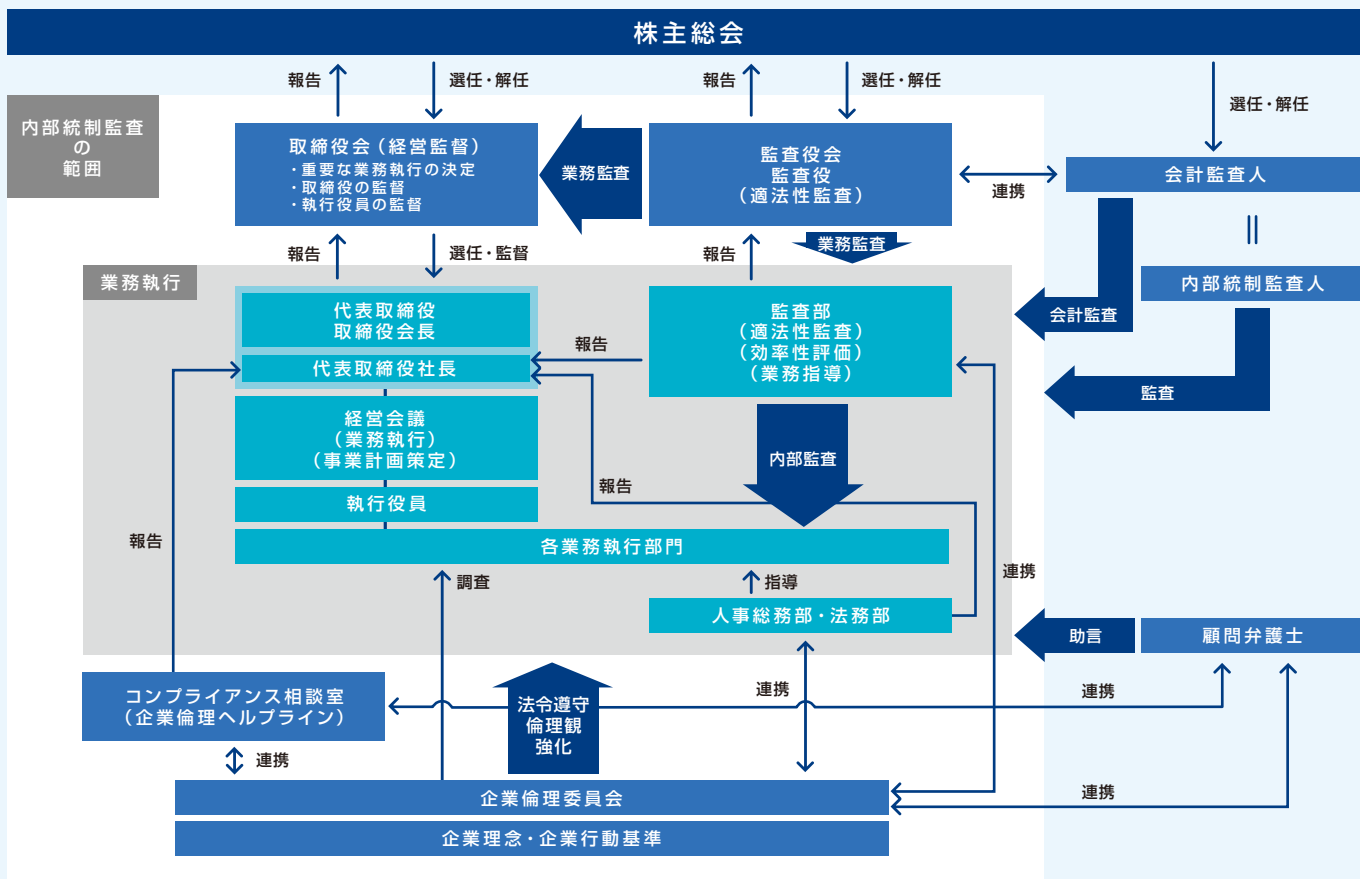 株主総会
報告
選任・解任
報告
選任・解任
選任・解任
内部統制監査
の
範囲
取締役会（経営監督）
・重要な業務執行の決定
・取締役の監督
・執行役員の監督
業務監査
監査役会
監査役
（適法性監査）
連携
会計監査人
報告
選任・監督
報告
業務監査
業務執行
内部統制監査人
代表取締役
取締役会長
代表取締役社長
報告
監査部
（適法性監査）
（効率性評価）
（業務指導）
会計監査
監査
経営会議
（業務執行）
（事業計画策定）
内部監査
執行役員
報告
報告
各業務執行部門
連携
調査
指導
人事総務部・法務部
助言
顧問弁護士
コンプライアンス相談室
（企業倫理ヘルプライン）
法令遵守
倫理観
強化
連携
連携
連携
企業倫理委員会
連携
企業理念・企業行動基準